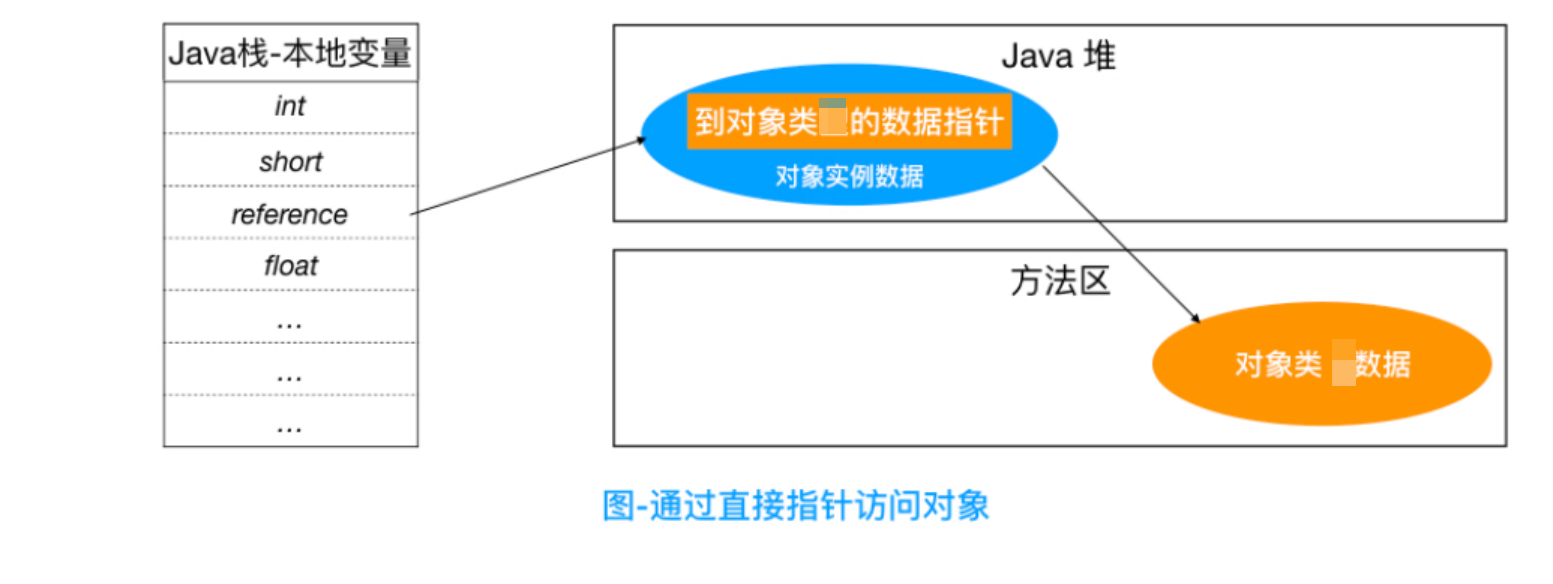 Java栈-本地变量
int
short
reference
float
...
...
...
Java 堆
到对象类 的数据指针
对象实例数据
方法区
对象类 数据
图-通过直接指针访问对象